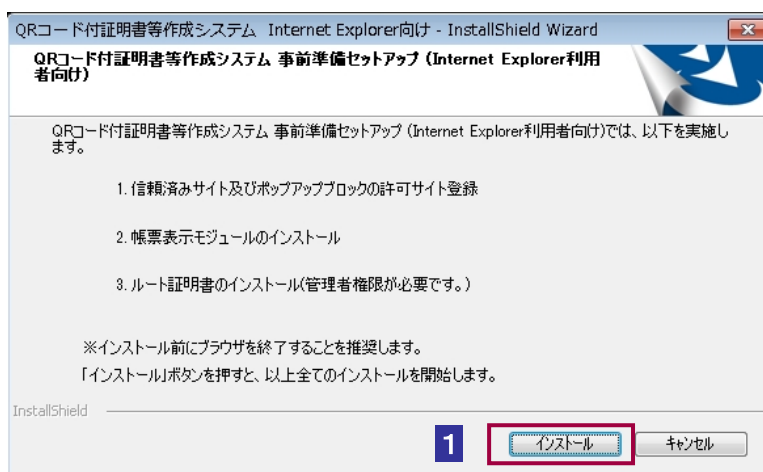 QRコード付証明書等作成システム Internet Explorer向け - InstallShield Wizard
QRコード付証明書等作成システム 事前準備セットアップ (Internet Explorer利用
者向け)
QRコード付証明書等作成システム 事前準備セットアップ (Internet Explorer利用者向け)では、以下を実施し
ます。
1. 信頼済みサイト及びポップアップブロックの許可サイト登録
2. 帳票表示モジュールのインストール
3. ルート証明書のインストール(管理者権限が必要です。)
※インストール前にブラウザを終了することを推奨します。
「インストール」ボタンを押すと、以上全てのインストールを開始します。
InstallShield
1 インストール キャンセル